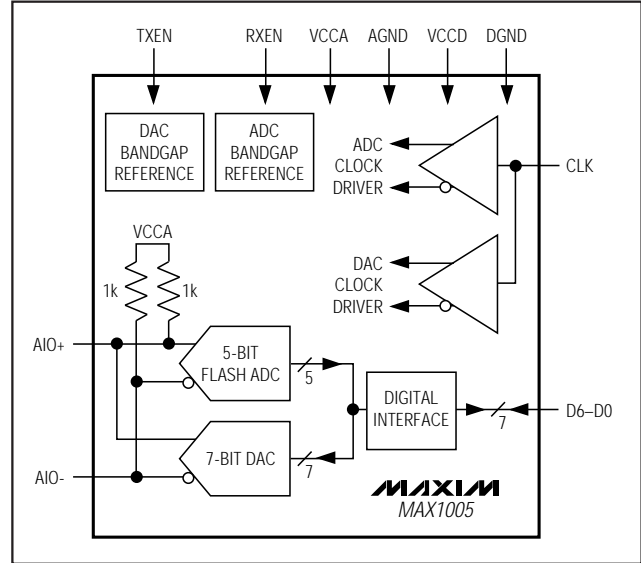 TXEN RXEN VCCA AGND VCCD DGND
DAC
BANDGAP
REFERENCE
ADC
BANDGAP
REFERENCE
ADC
CLOCK
DRIVER
CLK
DAC
CLOCK
DRIVER
VCCA
1k 1k
AIO+
5-BIT
FLASH ADC
5
DIGITAL
INTERFACE
7
D6–D0
7-BIT DAC
7
AIO-
MAXIM
MAX1005